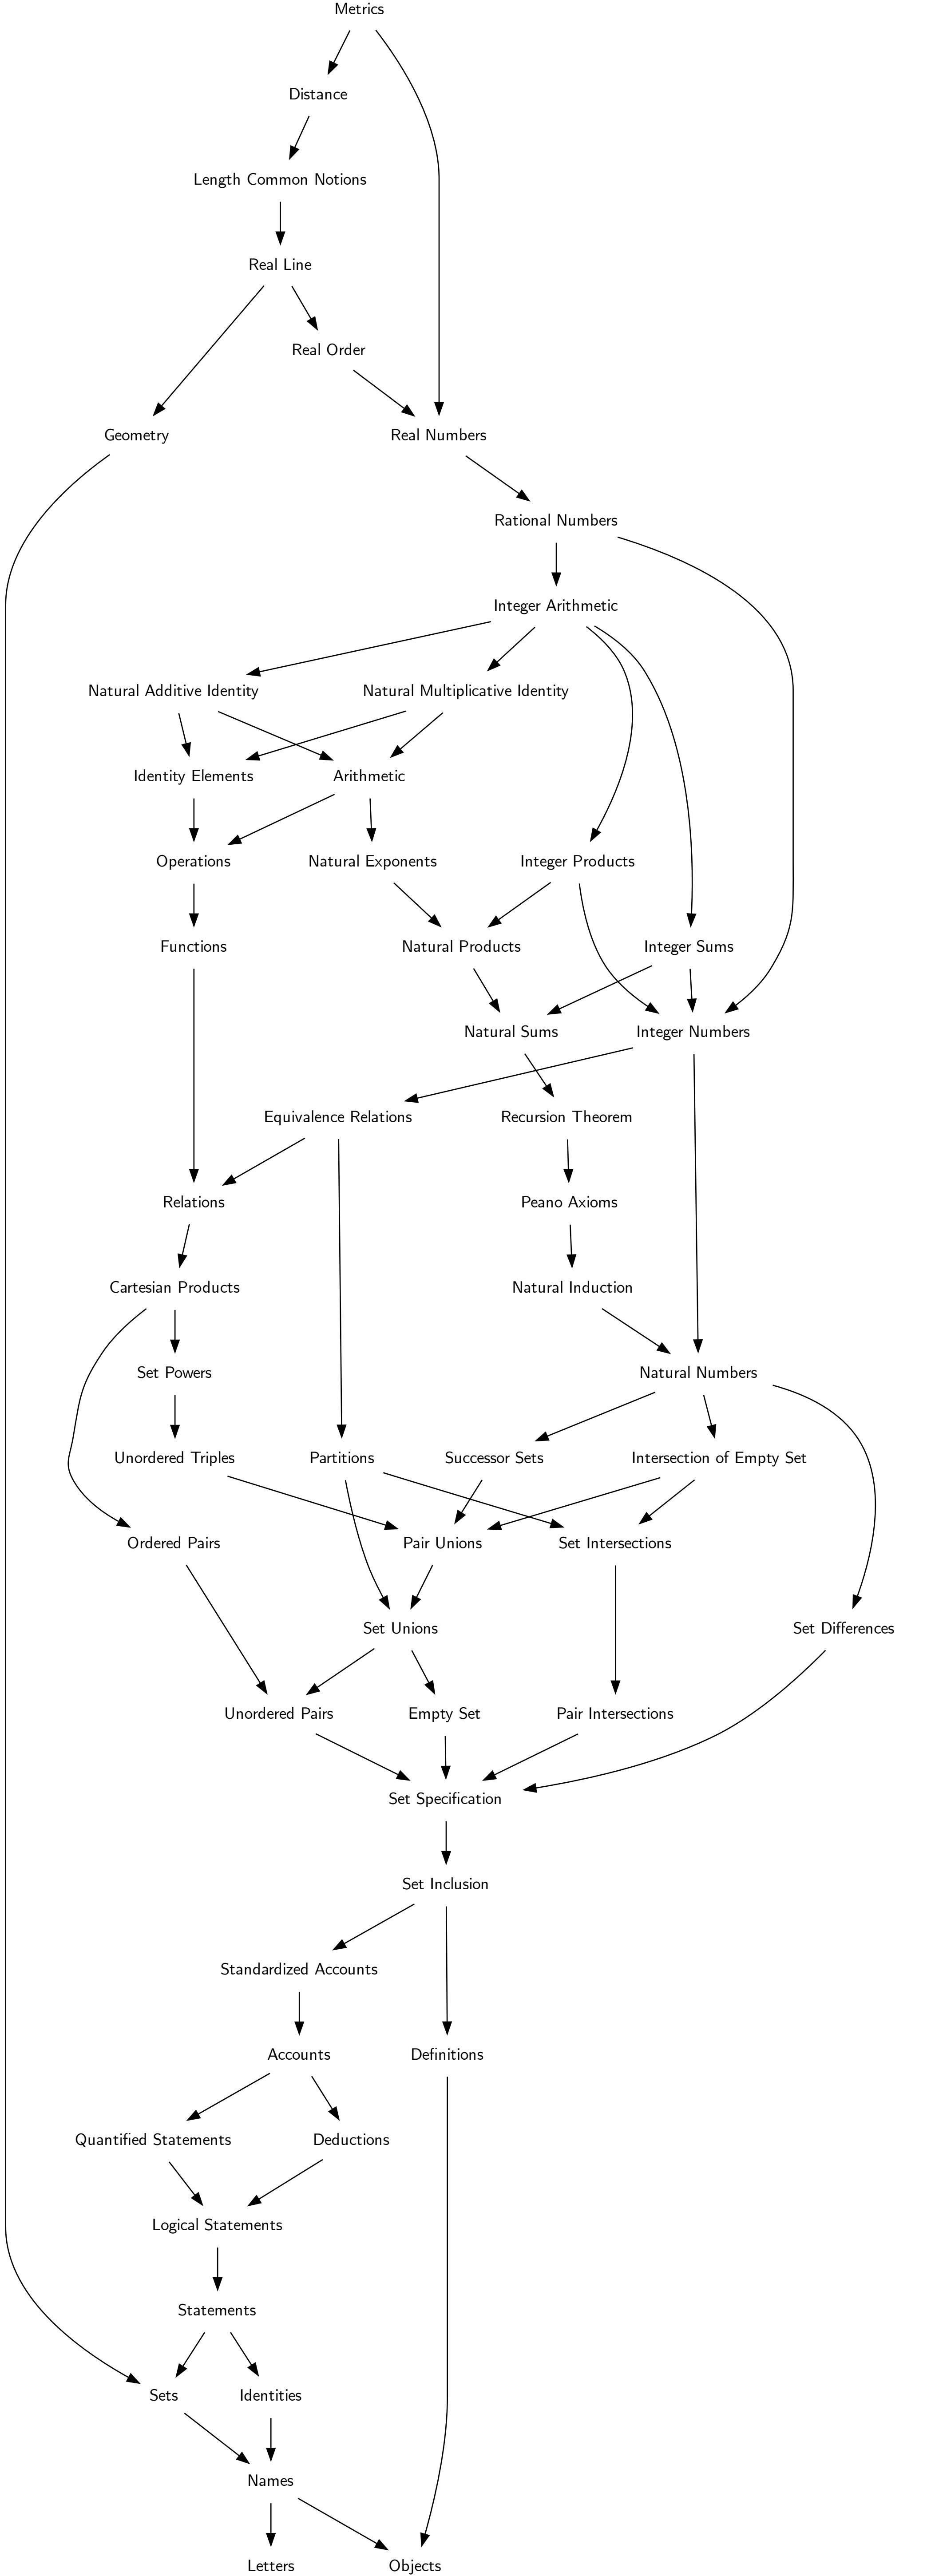 Metrics
Distance
Length Common Notions
Real Line
Real Order
Geometry
Real Numbers
Rational Numbers
Integer Arithmetic
Natural Additive Identity
Natural Multiplicative Identity
Identity Elements
Arithmetic
Operations
Natural Exponents
Integer Products
Functions
Natural Products
Integer Sums
Natural Sums
Integer Numbers
Equivalence Relations
Recursion Theorem
Relations
Peano Axioms
Cartesian Products
Natural Induction
Set Powers
Natural Numbers
Unordered Triples
Partitions
Successor Sets
Intersection of Empty Set
Ordered Pairs
Pair Unions
Set Intersections
Set Unions
Set Differences
Unordered Pairs
Empty Set
Pair Intersections
Set Specification
Set Inclusion
Standardized Accounts
Accounts
Definitions
Quantified Statements
Deductions
Logical Statements
Statements
Sets
Identities
Names
Letters
Objects